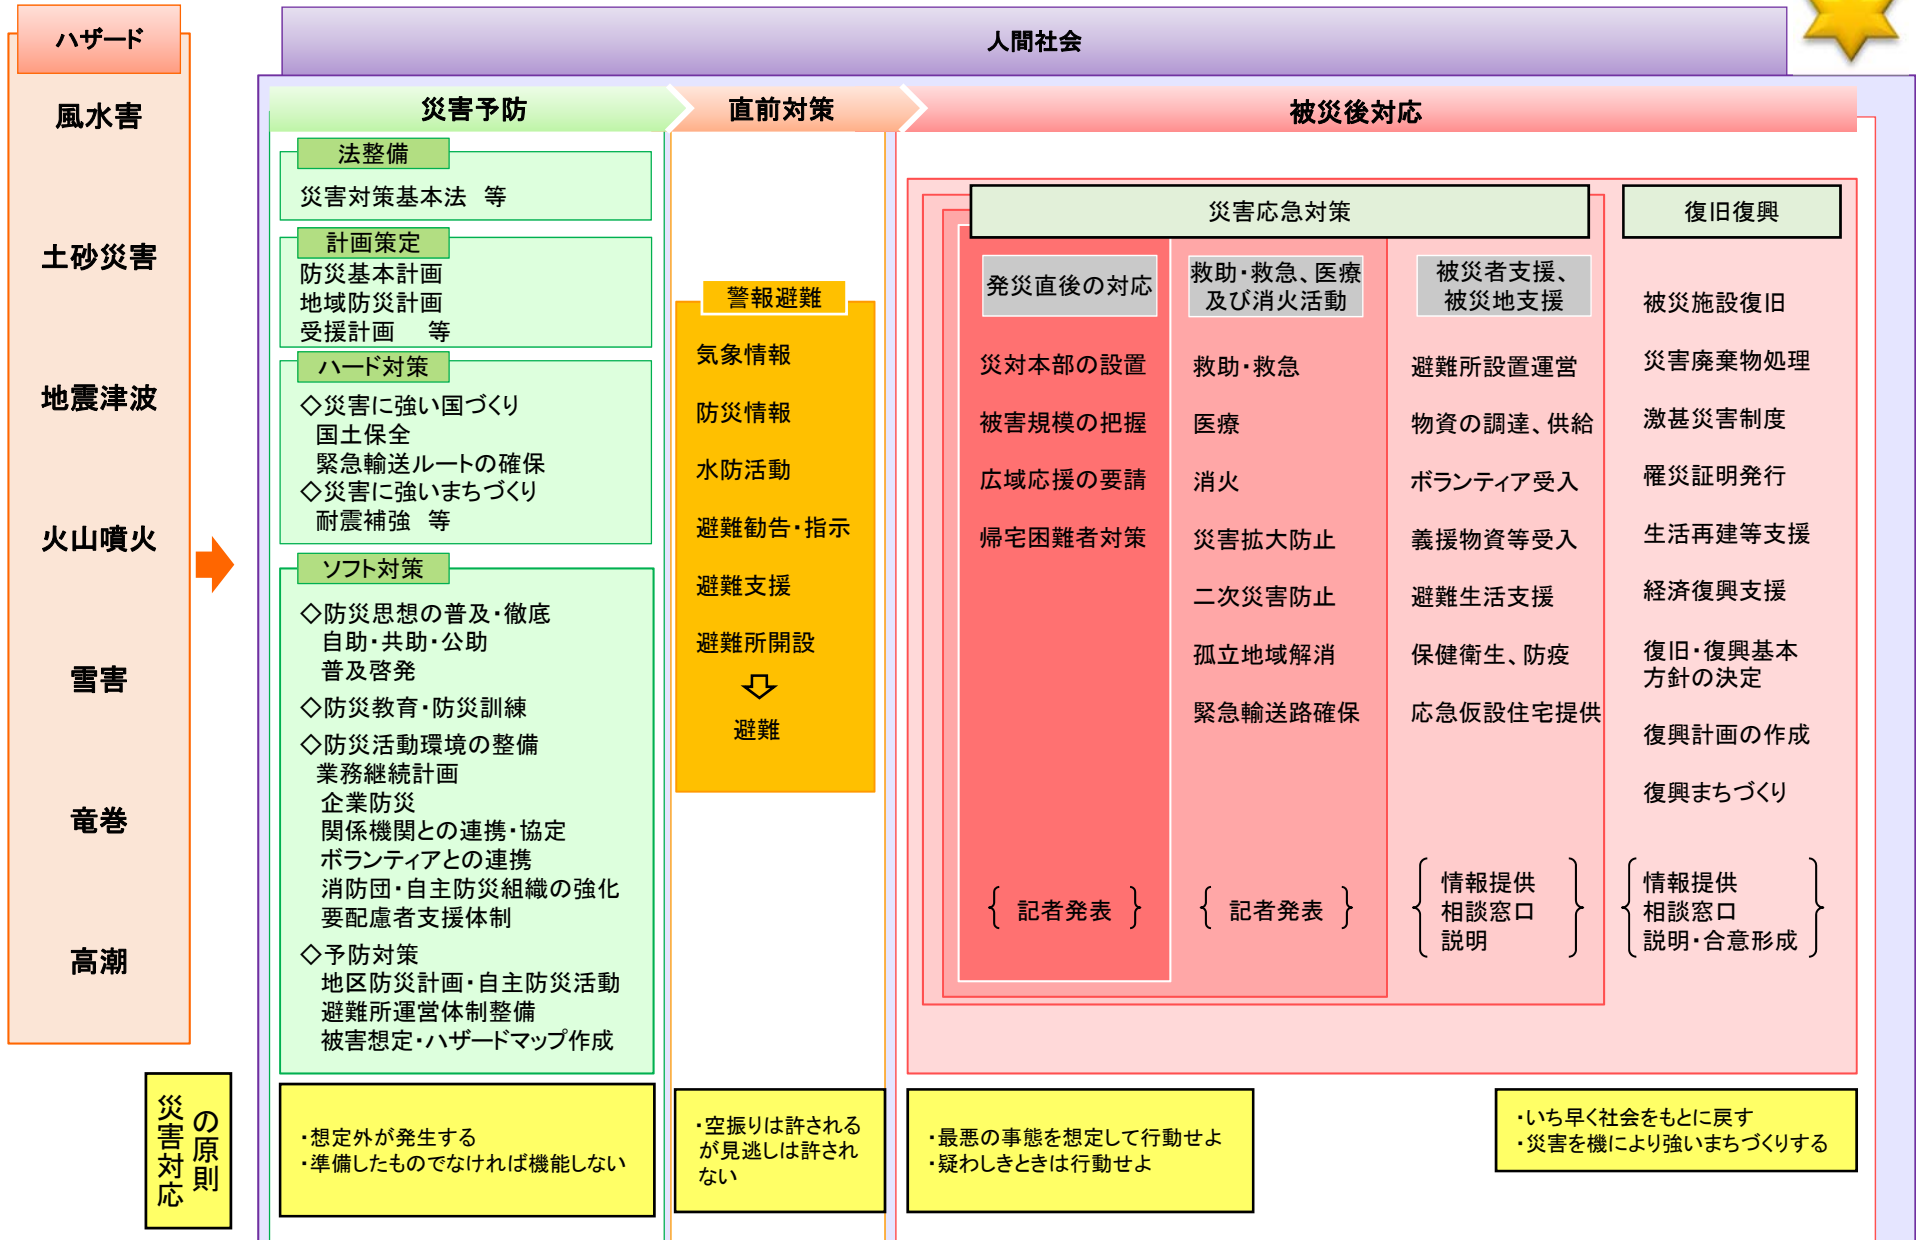 ハザード
風水害
土砂災害
地震津波
火山噴火
雪害
竜巻
高潮
人間社会
災害予防
法整備
災害対策基本法 等
計画策定
防災基本計画
地域防災計画
受援計画 等
ハード対策
◇災害に強い国づくり
国土保全
緊急輸送ルートの確保
◇災害に強いまちづくり
耐震補強 等
ソフト対策
◇防災思想の普及・徹底
自助・共助・公助
普及啓発
◇防災教育・防災訓練
◇防災活動環境の整備
業務継続計画
企業防災
関係機関との連携・協定
ボランティアとの連携
消防団・自主防災組織の強化
要配慮者支援体制
◇予防対策
地区防災計画・自主防災活動
避難所運営体制整備
被害想定・ハザードマップ作成
直前対策
警報避難
気象情報
防災情報
水防活動
避難勧告・指示
避難支援
避難所開設
避難
被災後対応
災害応急対策
発災直後の対応
災対本部の設置
被害規模の把握
広域応援の要請
帰宅困難者対策
記者発表
救助・救急、医療
及び消火活動
救助・救急
医療
消火
災害拡大防止
二次災害防止
孤立地域解消
緊急輸送路確保
記者発表
被災者支援、
被災地支援
避難所設置運営
物資の調達、供給
ボランティア受入
義援物資等受入
避難生活支援
保健衛生、防疫
応急仮設住宅提供
情報提供
相談窓口
説明
復旧復興
被災施設復旧
災害廃棄物処理
激甚災害制度
罹災証明発行
生活再建等支援
経済復興支援
復旧・復興基本
方針の決定
復興計画の作成
復興まちづくり
情報提供
相談窓口
説明・合意形成
災害対応
の原則
・想定外が発生する
・準備したものでなければ機能しない
・空振りは許される
が見逃しは許され
ない
・最悪の事態を想定して行動せよ
・疑わしきときは行動せよ
・いち早く社会をもとに戻す
・災害を機により強いまちづくりする